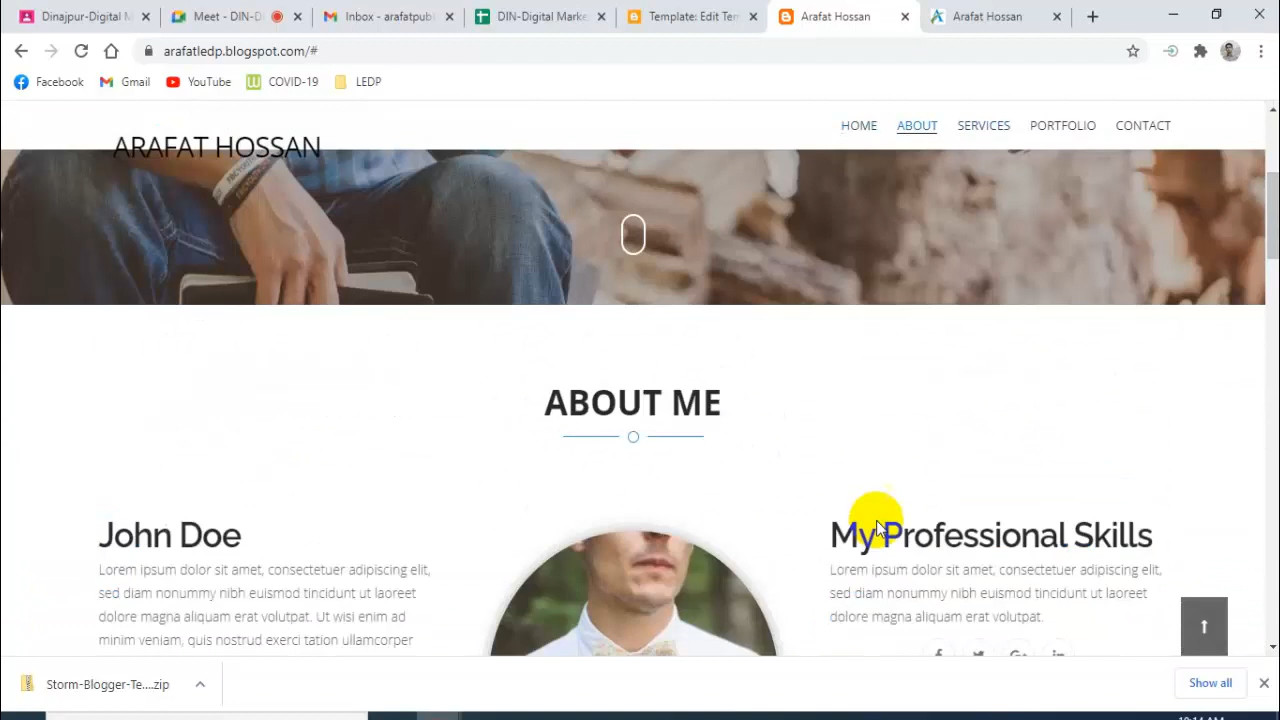 Dinajpur-Digital M
Meet - DIN-D
Inbox - arafatpubl
DIN-Digital Marke
Template: Edit Ten
Arafat Hossan
Arafat Hossan
arafatledp.blogspot.com/#
Facebook
Gmail
YouTube
COVID-19
LEDP
ARAFAT HOSSAN
HOME
ABOUT
SERVICES
PORTFOLIO
CONTACT
ABOUT ME
John Doe
Lorem ipsum dolor sit amet, consectetuer adipiscing elit,
sed diam nonummy nibh euismod tincidunt ut laoreet
dolore magna aliquam erat volutpat. Ut wisi enim ad
minim veniam, quis nostrud exerci tation ullamcorper
My Professional Skills
Lorem ipsum dolor sit amet, consectetuer adipiscing elit,
sed diam nonummy nibh euismod tincidunt ut laoreet
dolore magna aliquam erat volutpat.
Storm-Blogger-Te....zip
Show all